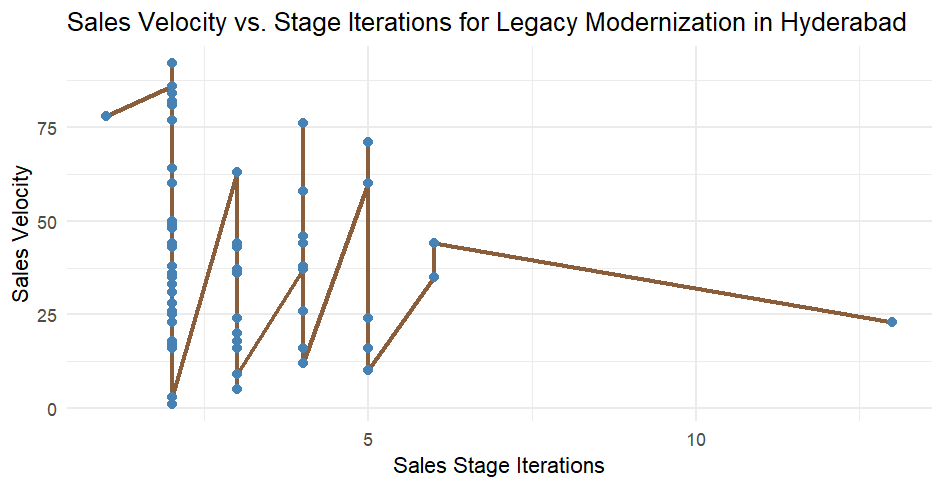 Sales Velocity vs. Stage Iterations for Legacy Modernization in Hyderabad
Sales Velocity
75
50
25
0
5 10
Sales Stage Iterations